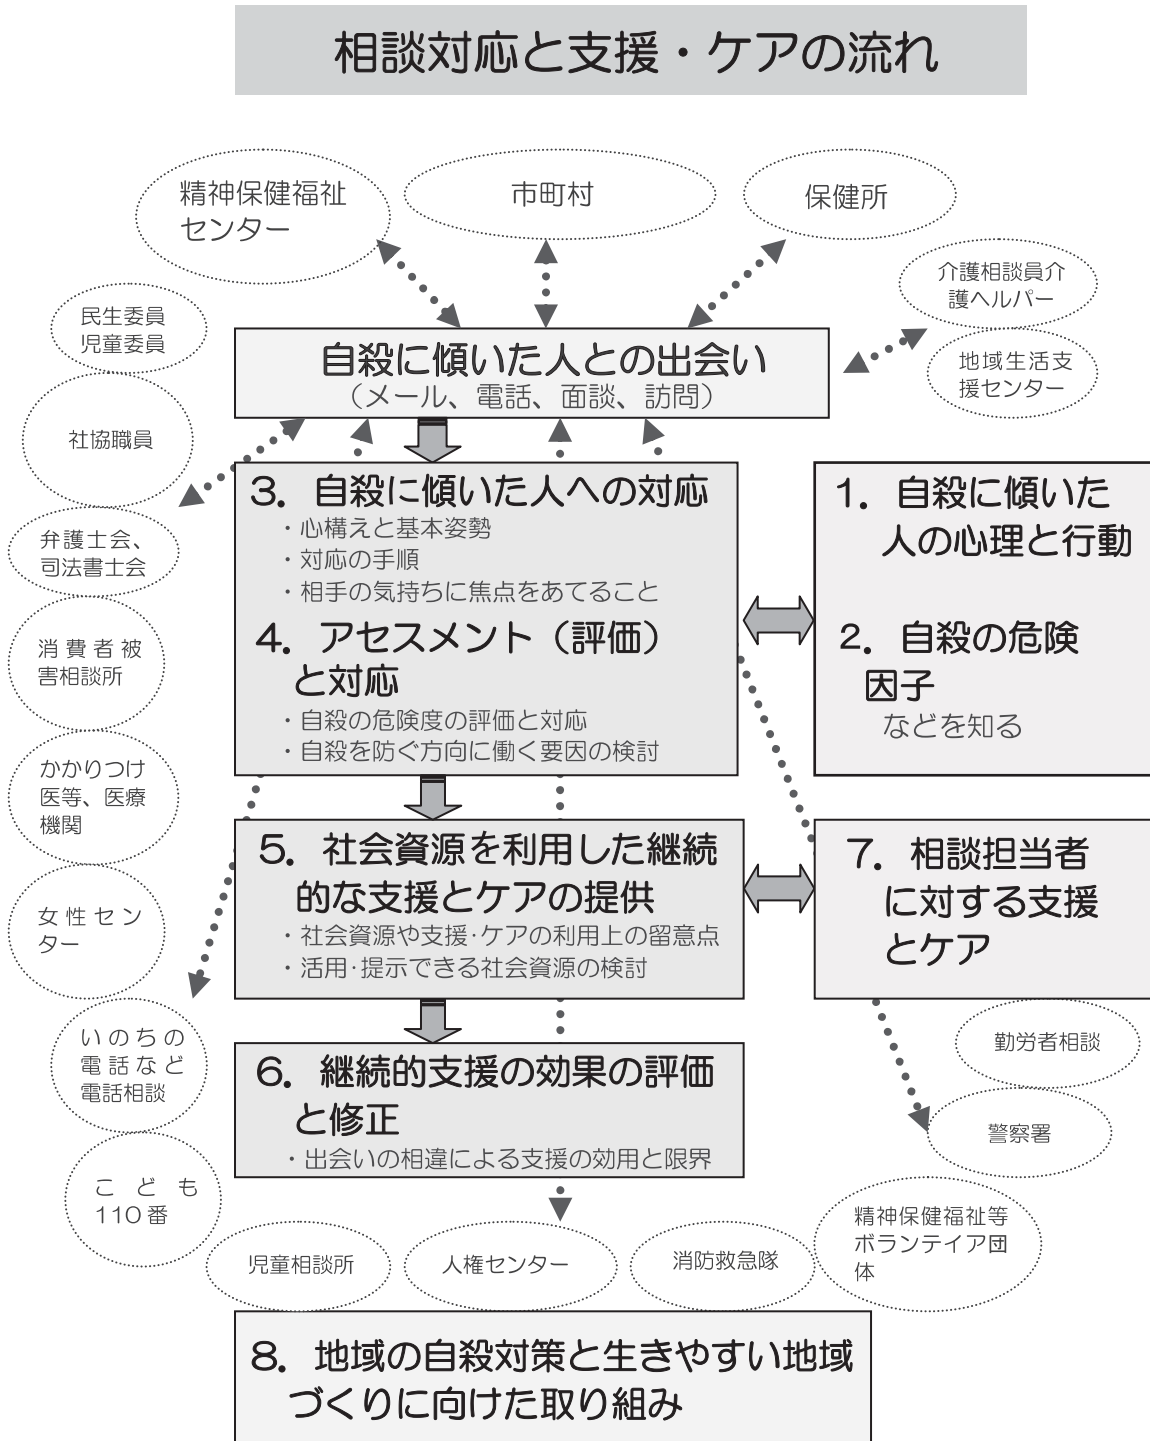 相談対応と支援・ケアの流れ
精神保健福祉
センター
市町村
保健所
介護相談員介
護ヘルパー
地域生活支
援センター
民生委員
児童委員
社協職員
弁護士会、
司法書士会
消費者被
害相談所
かかりつけ
医等、医療
機関
女性セン
ター
いのちの
電話など
電話相談
こども
110番
自殺に傾いた人との出会い
（メール、電話、面談、訪問）
3．自殺に傾いた人への対応
・心構えと基本姿勢
・対応の手順
・相手の気持ちに焦点をあてること
4．アセスメント（評価）
と対応
・自殺の危険度の評価と対応
・自殺を防ぐ方向に働く要因の検討
1．自殺に傾いた
人の心理と行動
2．自殺の危険
因子
などを知る
5．社会資源を利用した継続
的な支援とケアの提供
・社会資源や支援･ケアの利用上の留意点
・活用･提示できる社会資源の検討
7．相談担当者
に対する支援
とケア
6．継続的支援の効果の評価
と修正
・出会いの相違による支援の効用と限界
勤労者相談
警察署
精神保健福祉等
ボランテイア団
体
児童相談所
人権センター
消防救急隊
8．地域の自殺対策と生きやすい地域
づくりに向けた取り組み